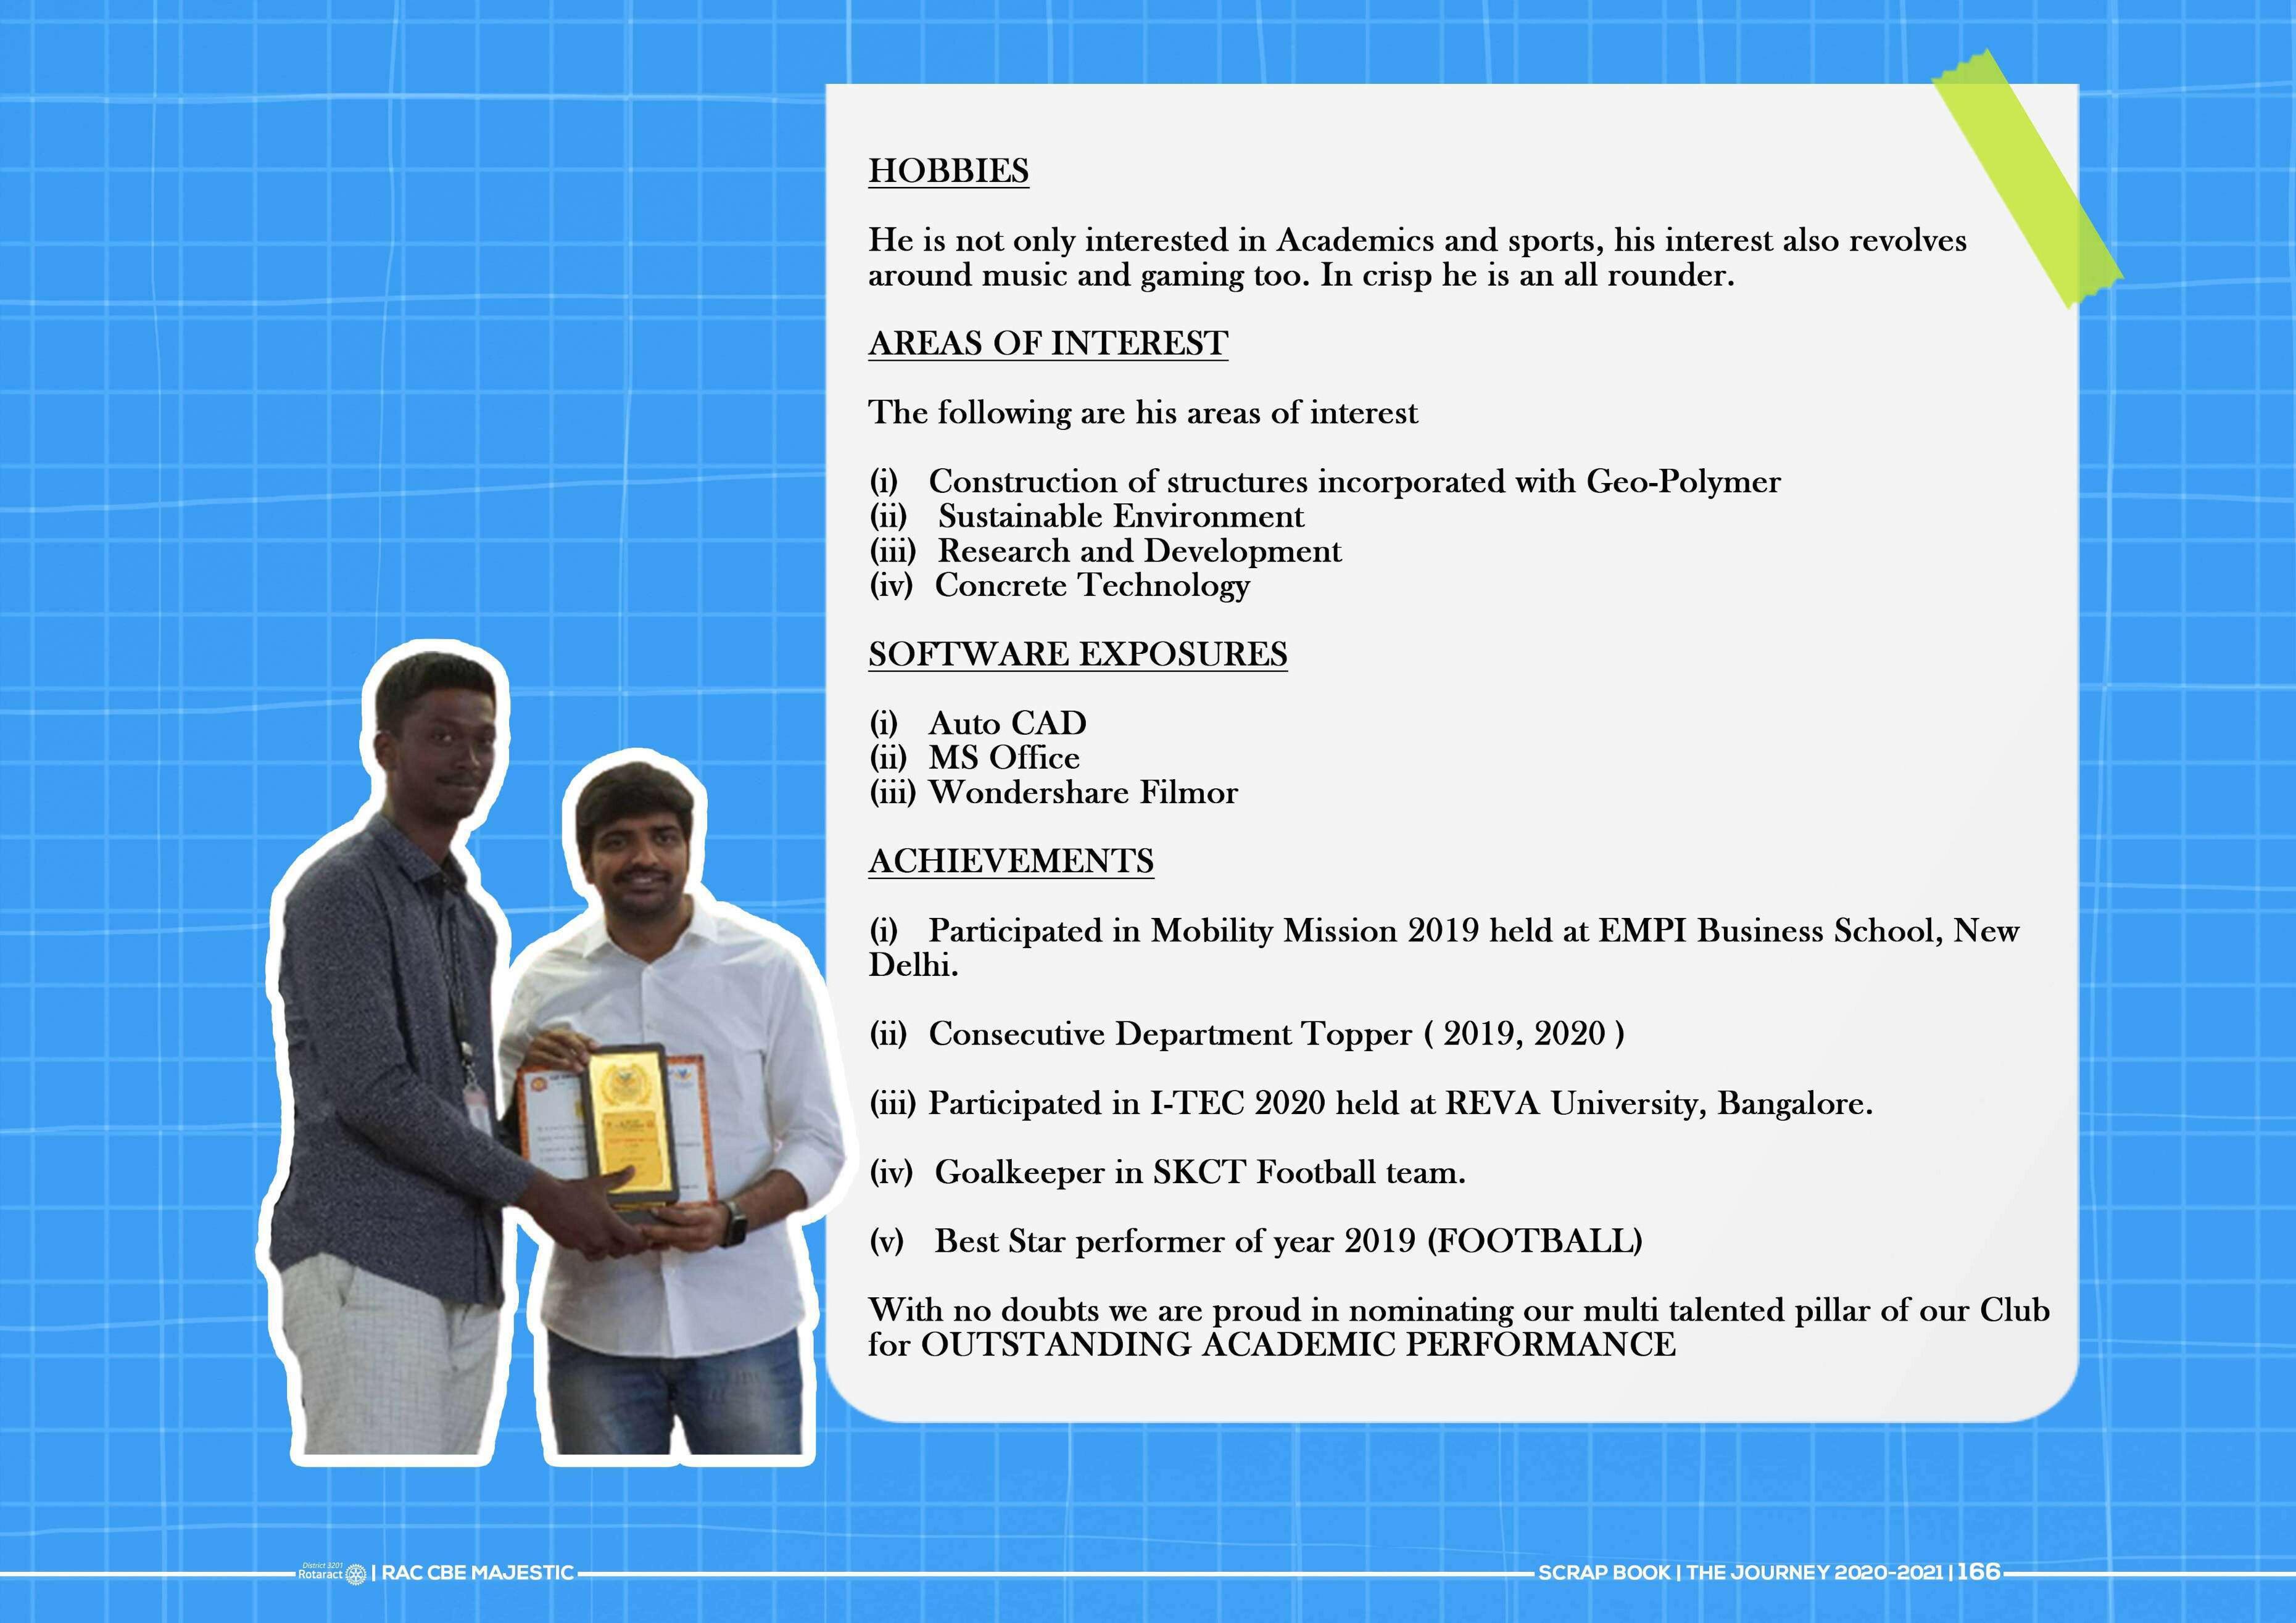 HOBBIES
He is not only interested in Academics and sports, his interest also revolves
around music and gaming too. In crisp he is an all rounder.
AREAS OF INTEREST
The following are his areas of interest
(i) Construction of structures incorporated with Geo-Polymer
(ii) Sustainable Environment
(iii) Research and Development
(iv) Concrete Technology
SOFTWARE EXPOSURES
(i) Auto CAD
(ii) MS Office
(iii) Wondershare Filmor
ACHIEVEMENTS
(i) Participated in Mobility Mission 2019 held at EMPI Business School, New
Delhi.
(ii) Consecutive Department Topper ( 2019, 2020 )
(iii) Participated in I-TEC 2020 held at REVA University, Bangalore.
(iv) Goalkeeper in SKCT Football team.
(v) Best Star performer of year 2019 (FOOTBALL)
With no doubts we are proud in nominating our multi talented pillar of our Club
for OUTSTANDING ACADEMIC PERFORMANCE
District 3201
Rotaract | RAC CBE MAJESTIC
SCRAP BOOK | THE JOURNEY 2020-2021 | 166